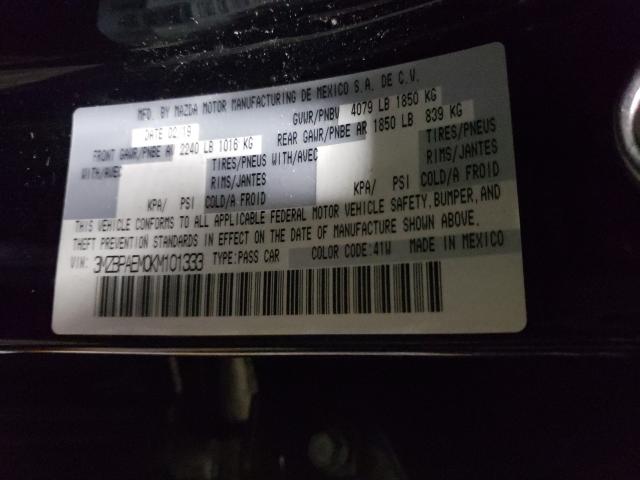 MFD. BY MAZDA MOTOR MANUFACTURING DE MEXICO S.A. DE C.V.
DATE 02 19 GVWR/PNBV 4079 LB 1850 KG
FRONT GAWR/PNBE AV 2240 LB 1016 KG REAR GAWR/PNBE AR 1850 LB 839 KG
WITH/AVEC TIRES/PNEUS WITH/AVEC TIRES/PNEUS
RIMS/JANTES RIMS/JANTES
KPA/ PSI COLD/A FROID KPA/ PSI COLD/A FROID
THIS VEHICLE CONFORMS TO ALL APPLICABLE FEDERAL MOTOR VEHICLE SAFETY, BUMPER, AND
THEFT PREVENTION STANDARDS IN EFFECT ON THE DATE OF MANUFACTURE SHOWN ABOVE.
VIN: 3MZBPAEM0KM101333 TYPE:PASS CAR COLOR CODE:41W MADE IN MEXICO